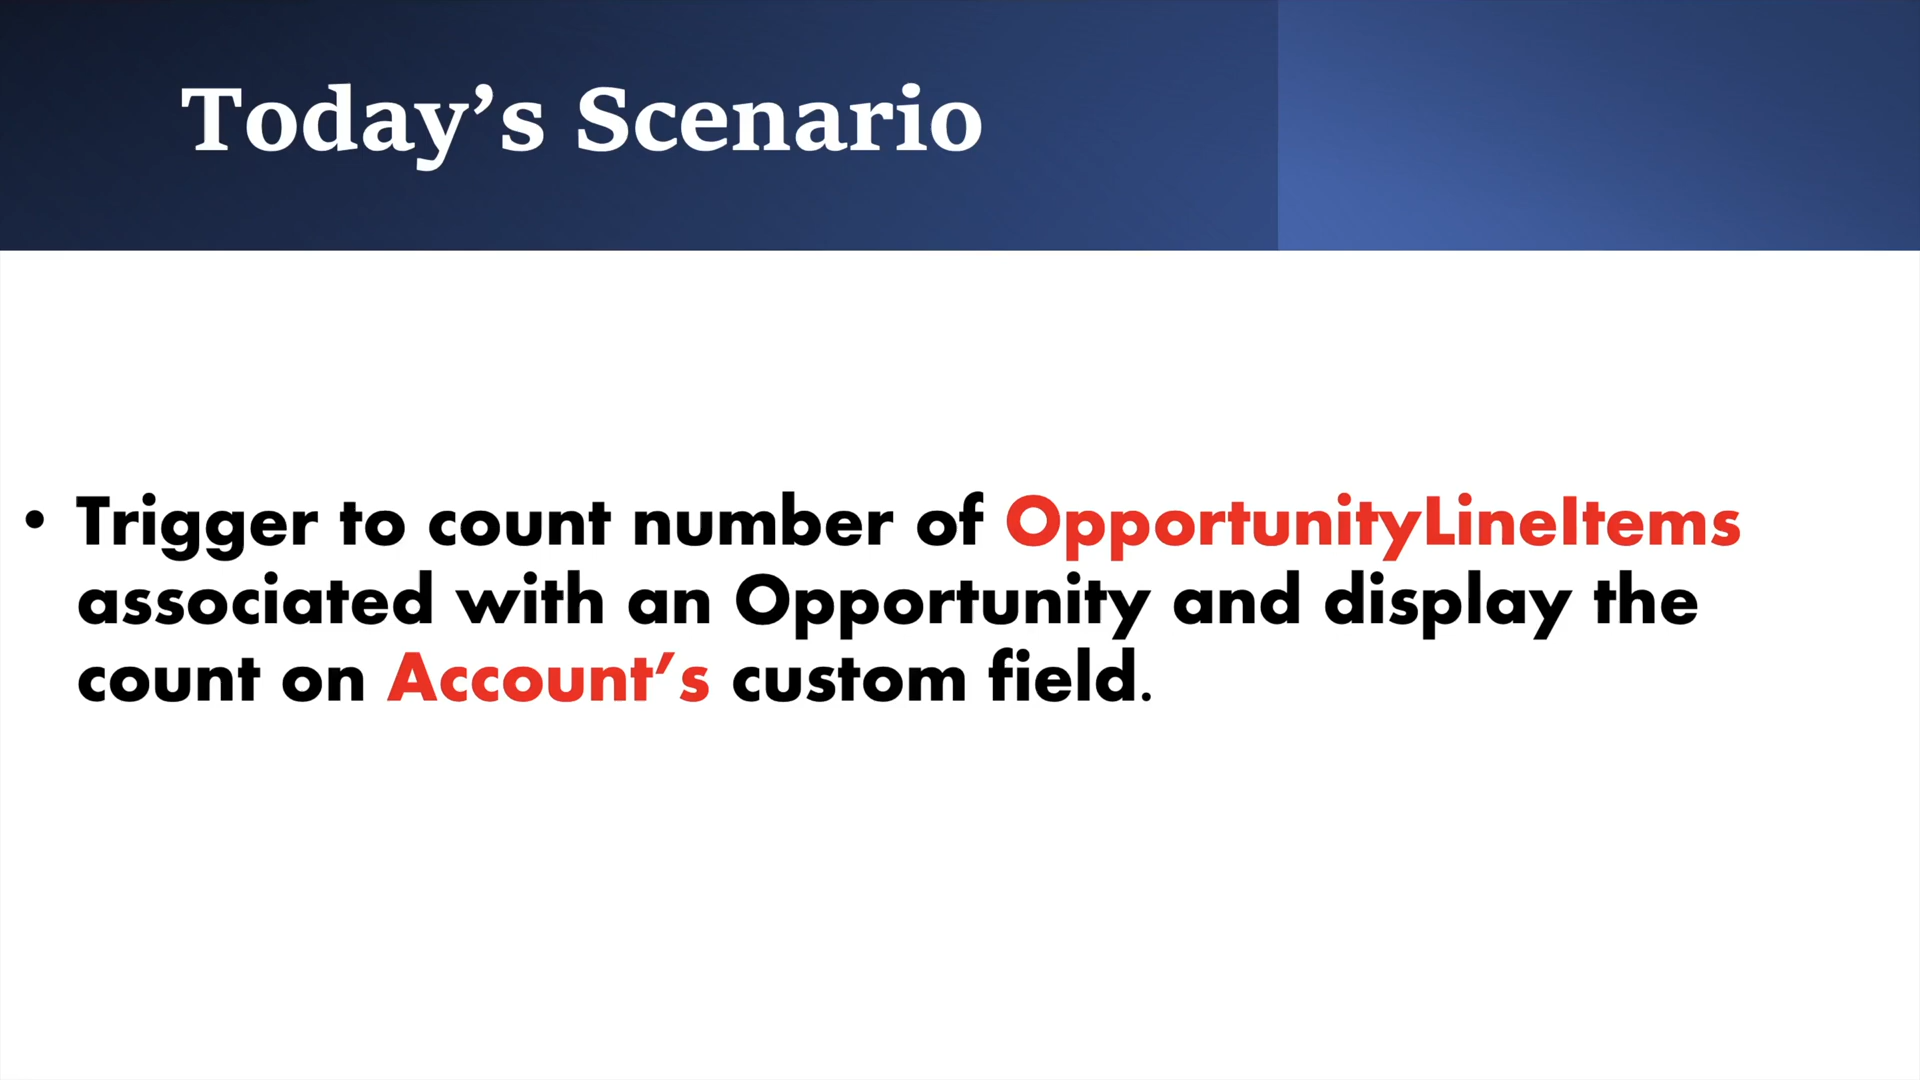 Today’s Scenario
• Trigger to count number of OpportunityLineItems
associated with an Opportunity and display the
count on Account’s custom field.